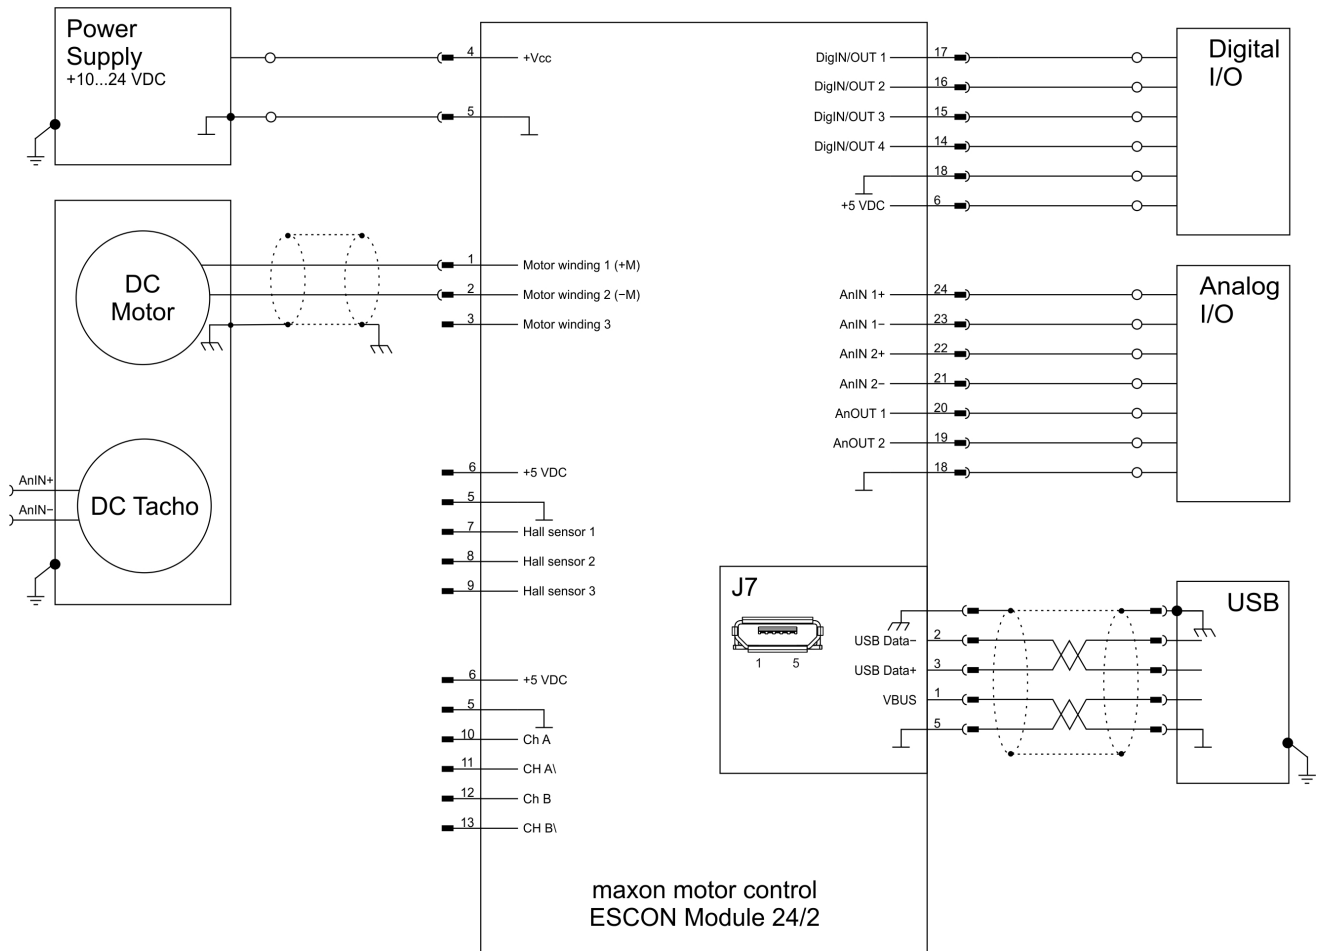 Power
Supply
+10...24 VDC
4
+Vcc
5
DC
Motor
1
Motor winding 1 (+M)
2
Motor winding 2 (−M)
3
Motor winding 3
AnIN+
AnIN−
DC Tacho
6
+5 VDC
5
7
Hall sensor 1
8
Hall sensor 2
9
Hall sensor 3
6
+5 VDC
5
10
Ch A
11
CH A\
12
Ch B
13
CH B\
DigIN/OUT 1
17
DigIN/OUT 2
16
DigIN/OUT 3
15
DigIN/OUT 4
14
18
+5 VDC
6
Digital
I/O
AnIN 1+
24
AnIN 1−
23
AnIN 2+
22
AnIN 2−
21
AnOUT 1
20
AnOUT 2
19
18
Analog
I/O
J7
1 5
USB Data−
2
USB Data+
3
VBUS
1
5
USB
maxon motor control
ESCON Module 24/2